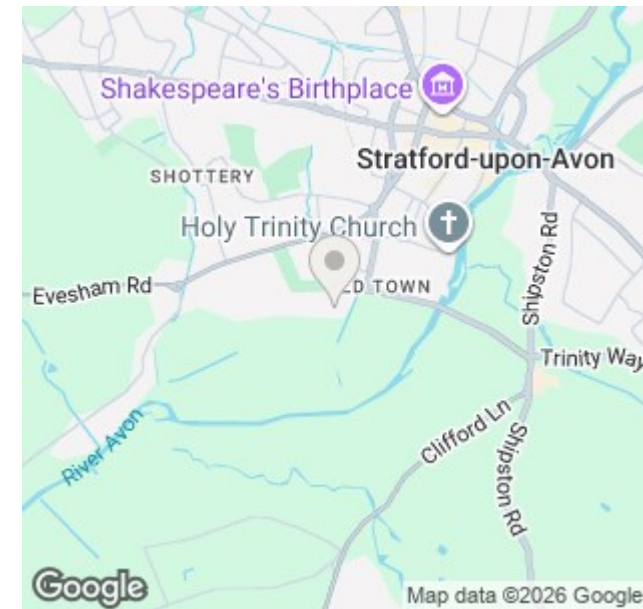 Shakespeare's Birthplace
Stratford-upon-Avon
SHOTTERY
Holy Trinity Church
Shipston Rd
Evesham Rd
TOWN
Trinity Way
Clifford Ln
River Avon
Shipston Rd
Google
Map data ©2026 Google